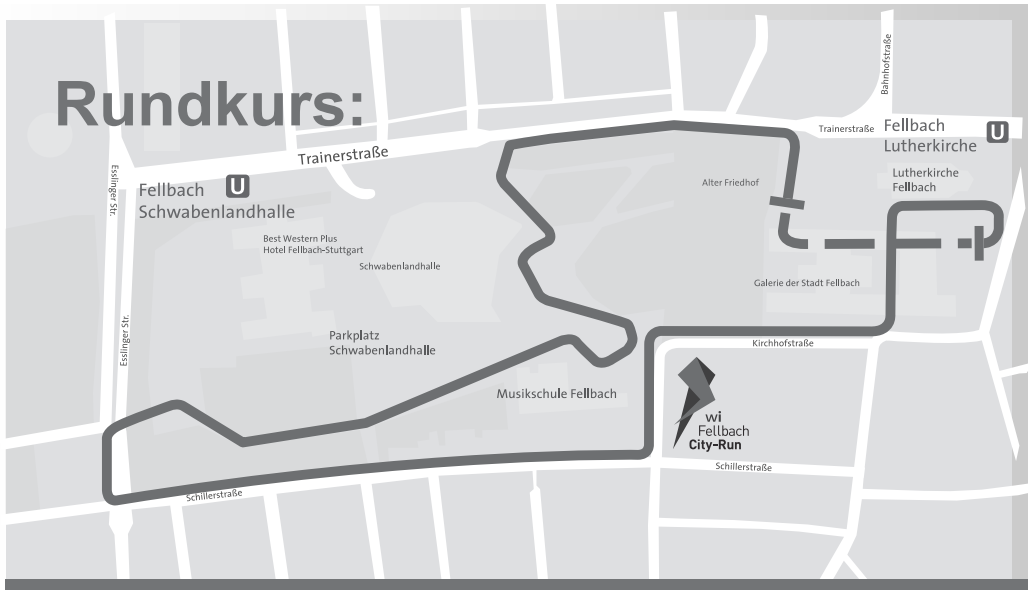 Rundkurs:
Bahnhofstraße
Trainerstraße
Fellbach
Lutherkirche
U
Trainerstraße
Lutherkirche
Fellbach
Esslinger Str.
Fellbach
Schwabenlandhalle
U
Alter Friedhof
Best Western Plus
Hotel Fellbach-Stuttgart
Schwabenlandhalle
Galerie der Stadt Fellbach
Esslinger Str.
Parkplatz
Schwabenlandhalle
Kirchhofstraße
Musikschule Fellbach
wi
Fellbach
City-Run
Schillerstraße
Schillerstraße